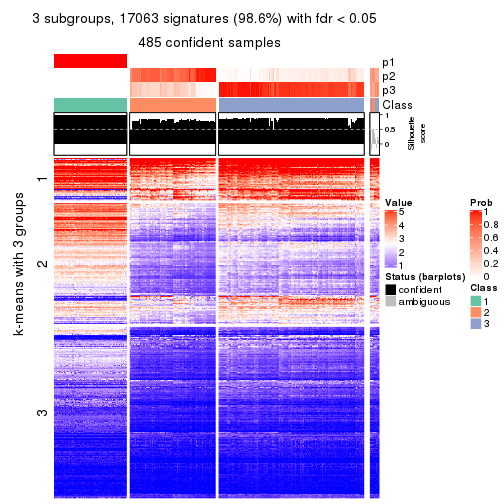 3 subgroups, 17063 signatures (98.6%) with fdr < 0.05
485 confident samples
p1
p2
p3
Class
1
0.5
0
Silhouette
score
k-means with 3 groups
1
2
3
Value
5
4
3
2
1
Status (barplots)
confident
ambiguous
Prob
1
0.8
0.6
0.4
0.2
0
Class
1
2
3